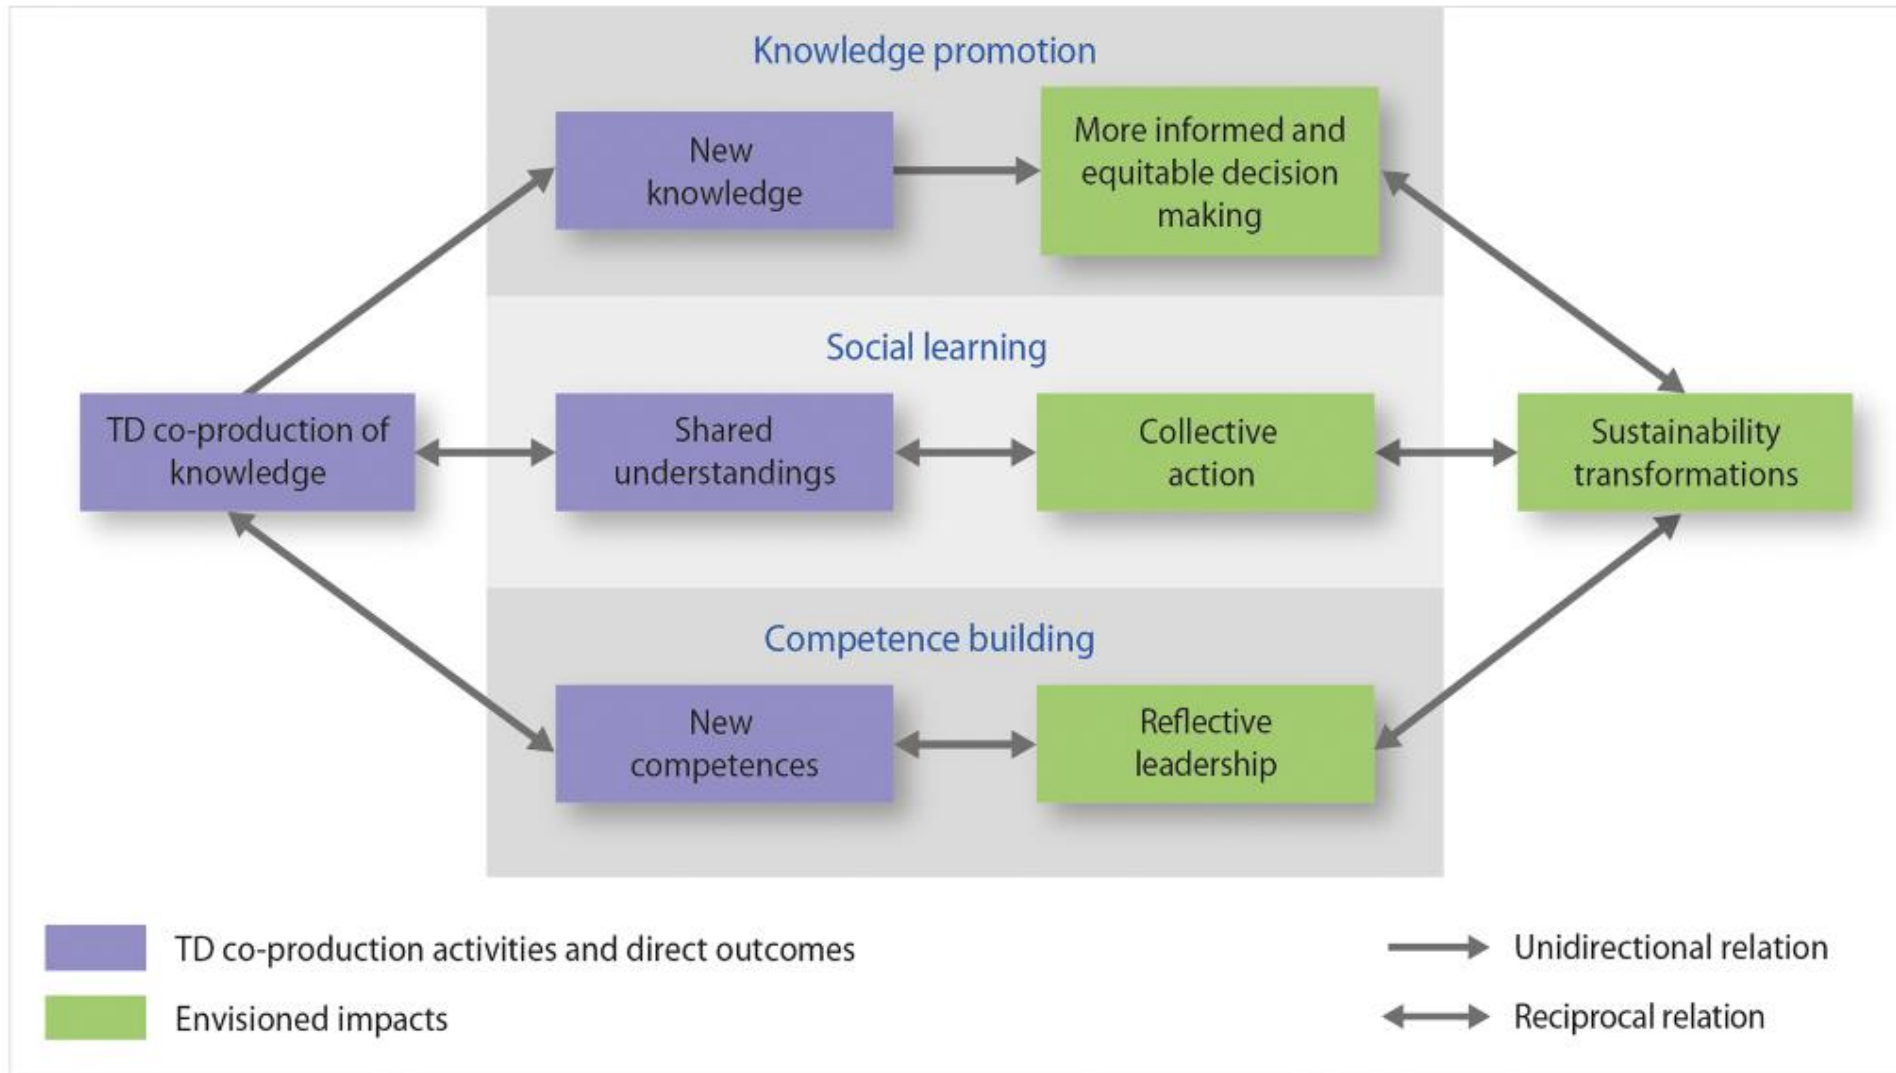 Knowledge promotion
New
knowledge
More informed and
equitable decision
making
Social learning
TD co-production of
knowledge
Shared
understandings
Collective
action
Sustainability
transformations
Competence building
New
competences
Reflective
leadership
TD co-production activities and direct outcomes
Envisioned impacts
Unidirectional relation
Reciprocal relation